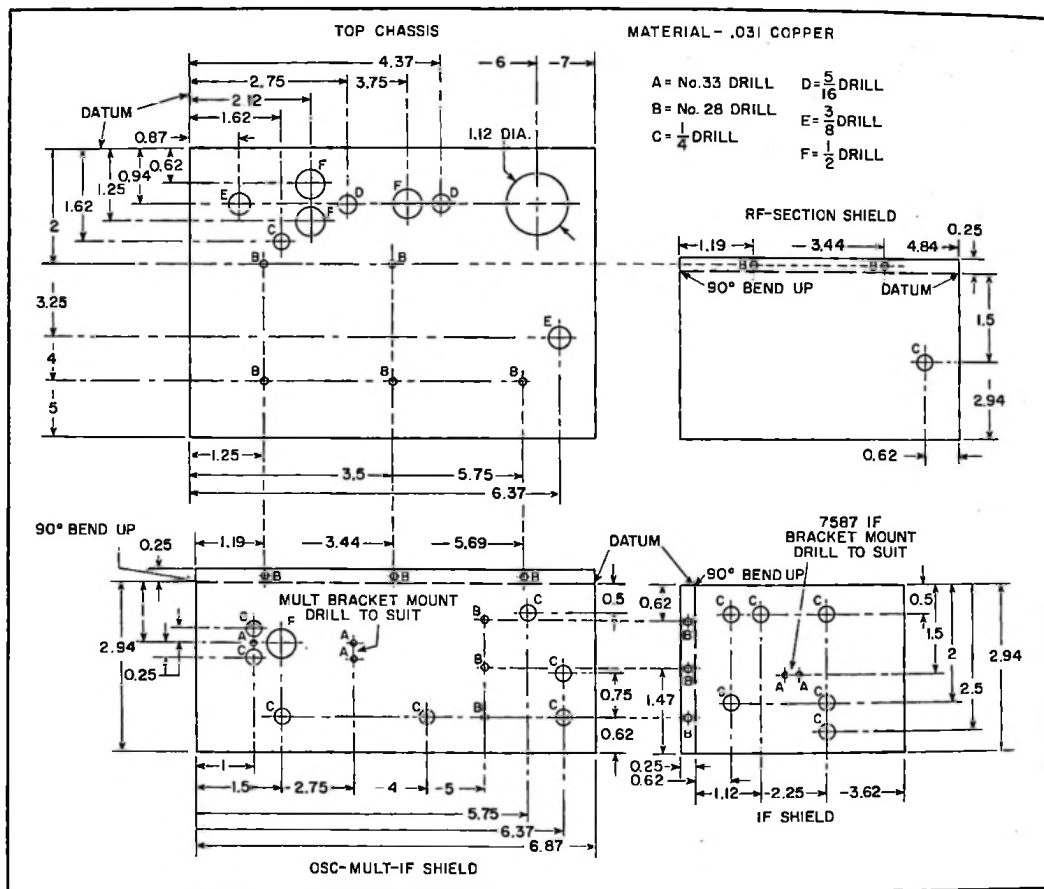 TOP CHASSIS
MATERIAL- .031 COPPER
4.37
6
7
2.75
3.75
2.12
1.62
DATUM
0.87
A = No.33 DRILL
D = 5/16 DRILL
B = No. 28 DRILL
E = 3/8 DRILL
C = 1/4 DRILL
F = 1/2 DRILL
1.12 DIA.
0.62
0.94
1.25
1.62
2
F
E
F
D
F
D
C
B
B
3.25
E
4
B
B
B
5
1.25
3.5
5.75
6.37
RF-SECTION SHIELD
0.25
1.19
3.44
4.84
B
B
90° BEND UP
DATUM
1.5
C
2.94
0.62
90° BEND UP
0.25
1.19
3.44
5.69
DATUM
B
B
B
MULT BRACKET MOUNT
DRILL TO SUIT
0.5
C
C
B
A
F
A
C
A
B
C
2.94
0.25
0.75
C
C
B
C
0.62
1
1.5
2.75
4
5
5.75
6.37
6.87
OSC-MULT-IF SHIELD
7587 IF
BRACKET MOUNT
DRILL TO SUIT
90° BEND UP
0.62
C
C
C
0.5
B
1.5
2
B
A
A
2.94
1.47
C
C
2.5
B
C
0.25
0.62
1.12
2.25
3.62
IF SHIELD